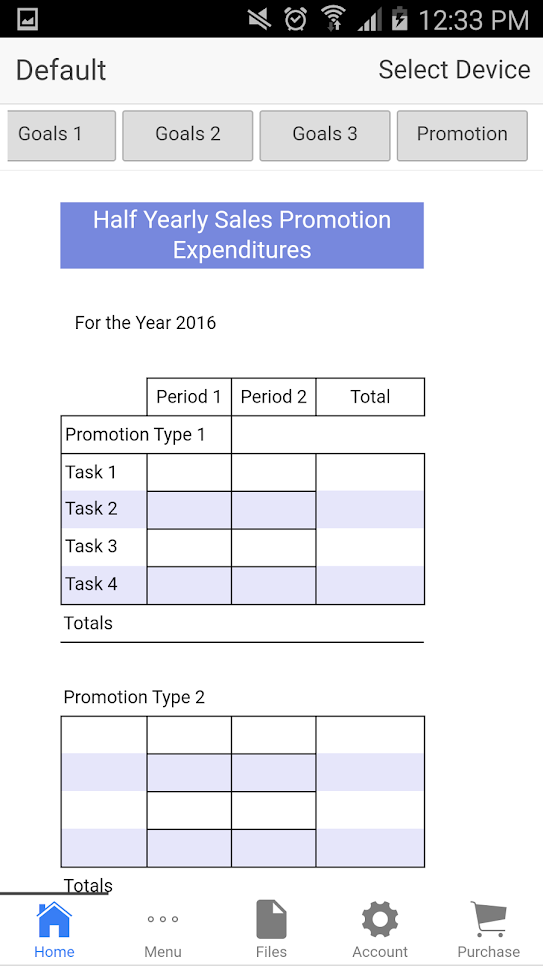 12:33 PM
Default
Select Device
Goals 1
Goals 2
Goals 3
Promotion
Half Yearly Sales Promotion
Expenditures
For the Year 2016
Period 1
Period 2
Total
Promotion Type 1
Task 1
Task 2
Task 3
Task 4
Totals
Promotion Type 2
Totals
Home
Menu
Files
Account
Purchase